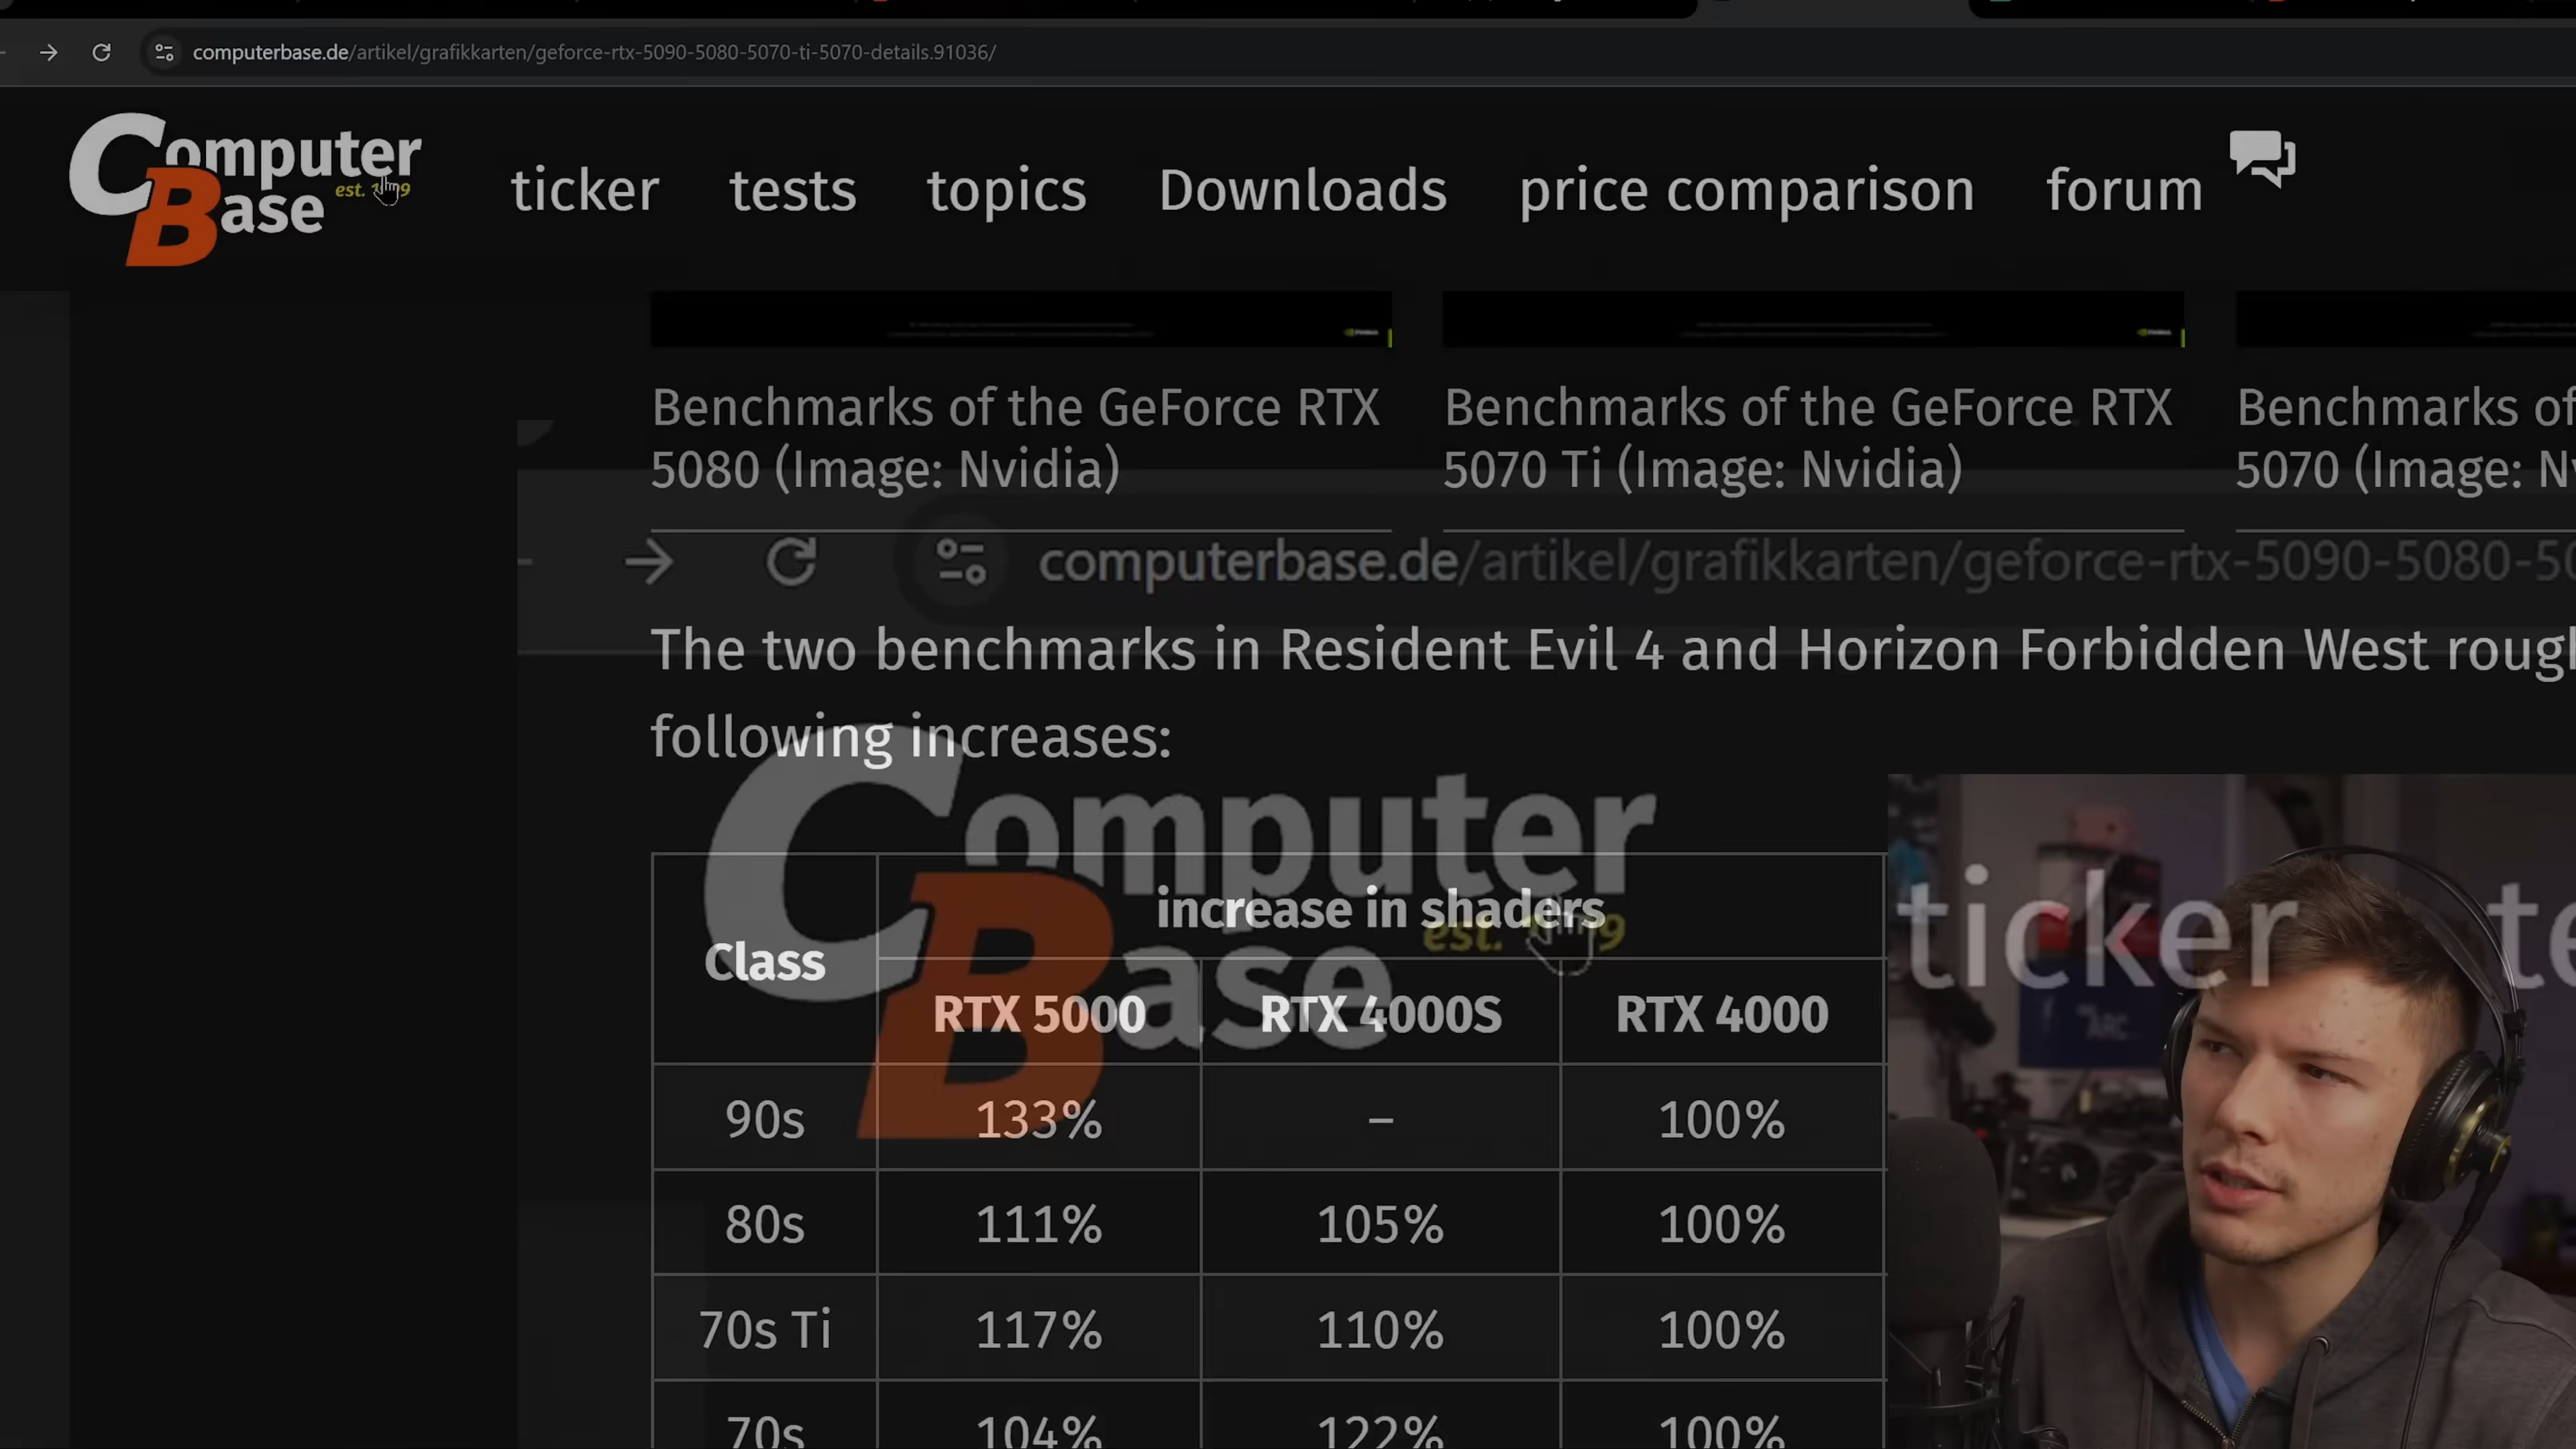 computerbase.de/artikel/grafikkarten/geforce-rtx-5090-5080-5070-ti-5070-details.91036/
Computer
Base
est.
ticker
tests
topics
Downloads
price comparison
forum
Benchmarks of the GeForce RTX
5080 (Image: Nvidia)
Benchmarks of the GeForce RTX
5070 Ti (Image: Nvidia)
Benchmarks of
5070 (Image:
computerbase.de/artikel/grafikkarten/geforce-rtx-5090-5080-
The two benchmarks in Resident Evil 4 and Horizon Forbidden West
following increases:
Computer
Base
est.
ticker
Class
increase in shaders
RTX 5000
RTX 4000S
RTX 4000
90s
133%
–
100%
80s
111%
105%
100%
70s Ti
117%
110%
100%
70s
104%
122%
100%
ARC